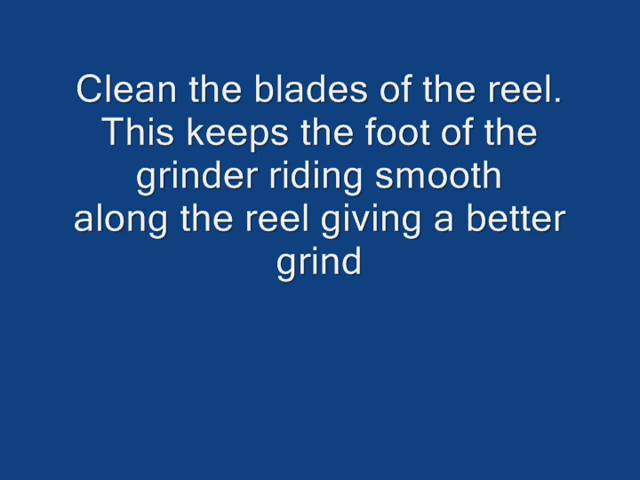 Clean the blades of the reel.
This keeps the foot of the
grinder riding smooth
along the reel giving a better
grind